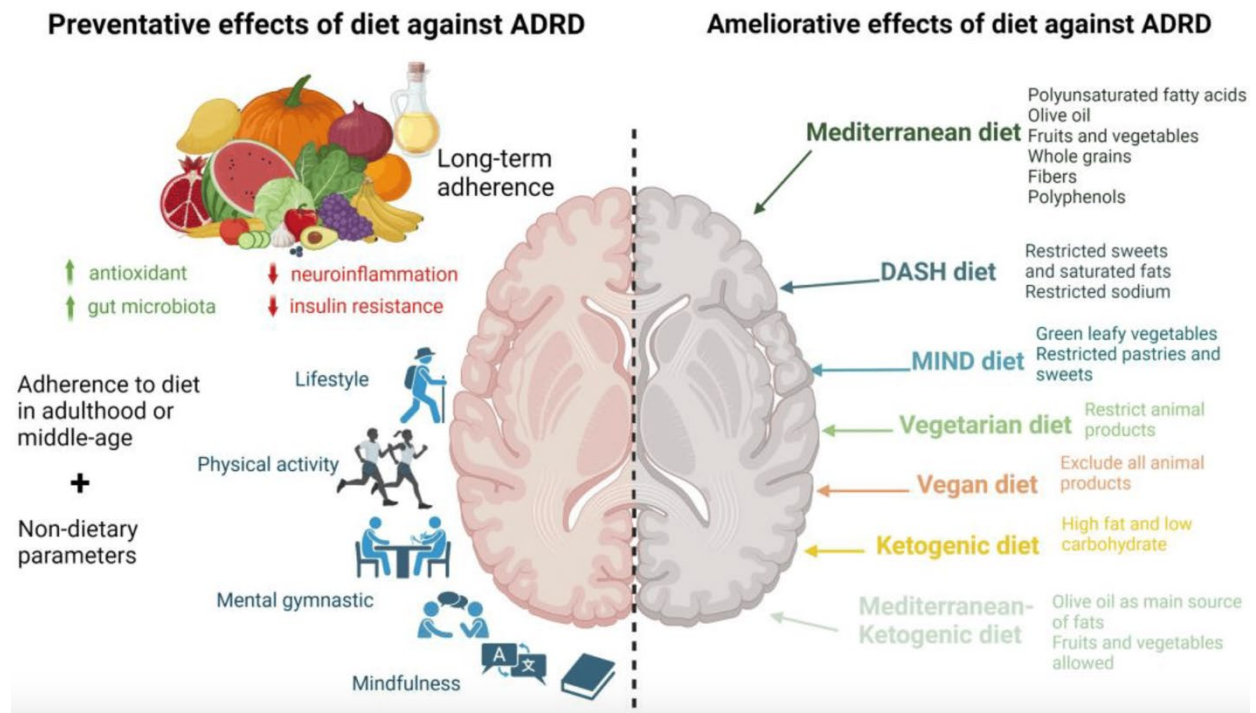 Preventative effects of diet against ADRD
Long-term
adherence
antioxidant
neuroinflammation
gut microbiota
insulin resistance
Adherence to diet
in adulthood or
middle-age
+
Non-dietary
parameters
Lifestyle
Physical activity
Mental gymnastic
A
文
Mindfulness
Ameliorative effects of diet against ADRD
Mediterranean diet
Polyunsaturated fatty acids
Olive oil
Fruits and vegetables
Whole grains
Fibers
Polyphenols
DASH diet
Restricted sweets
and saturated fats
Restricted sodium
MIND diet
Green leafy vegetables
Restricted pastries and
sweets
Vegetarian diet
Restrict animal
products
Vegan diet
Exclude all animal
products
Ketogenic diet
High fat and low
carbohydrate
Mediterranean-
Ketogenic diet
Olive oil as main source
of fats
Fruits and vegetables
allowed